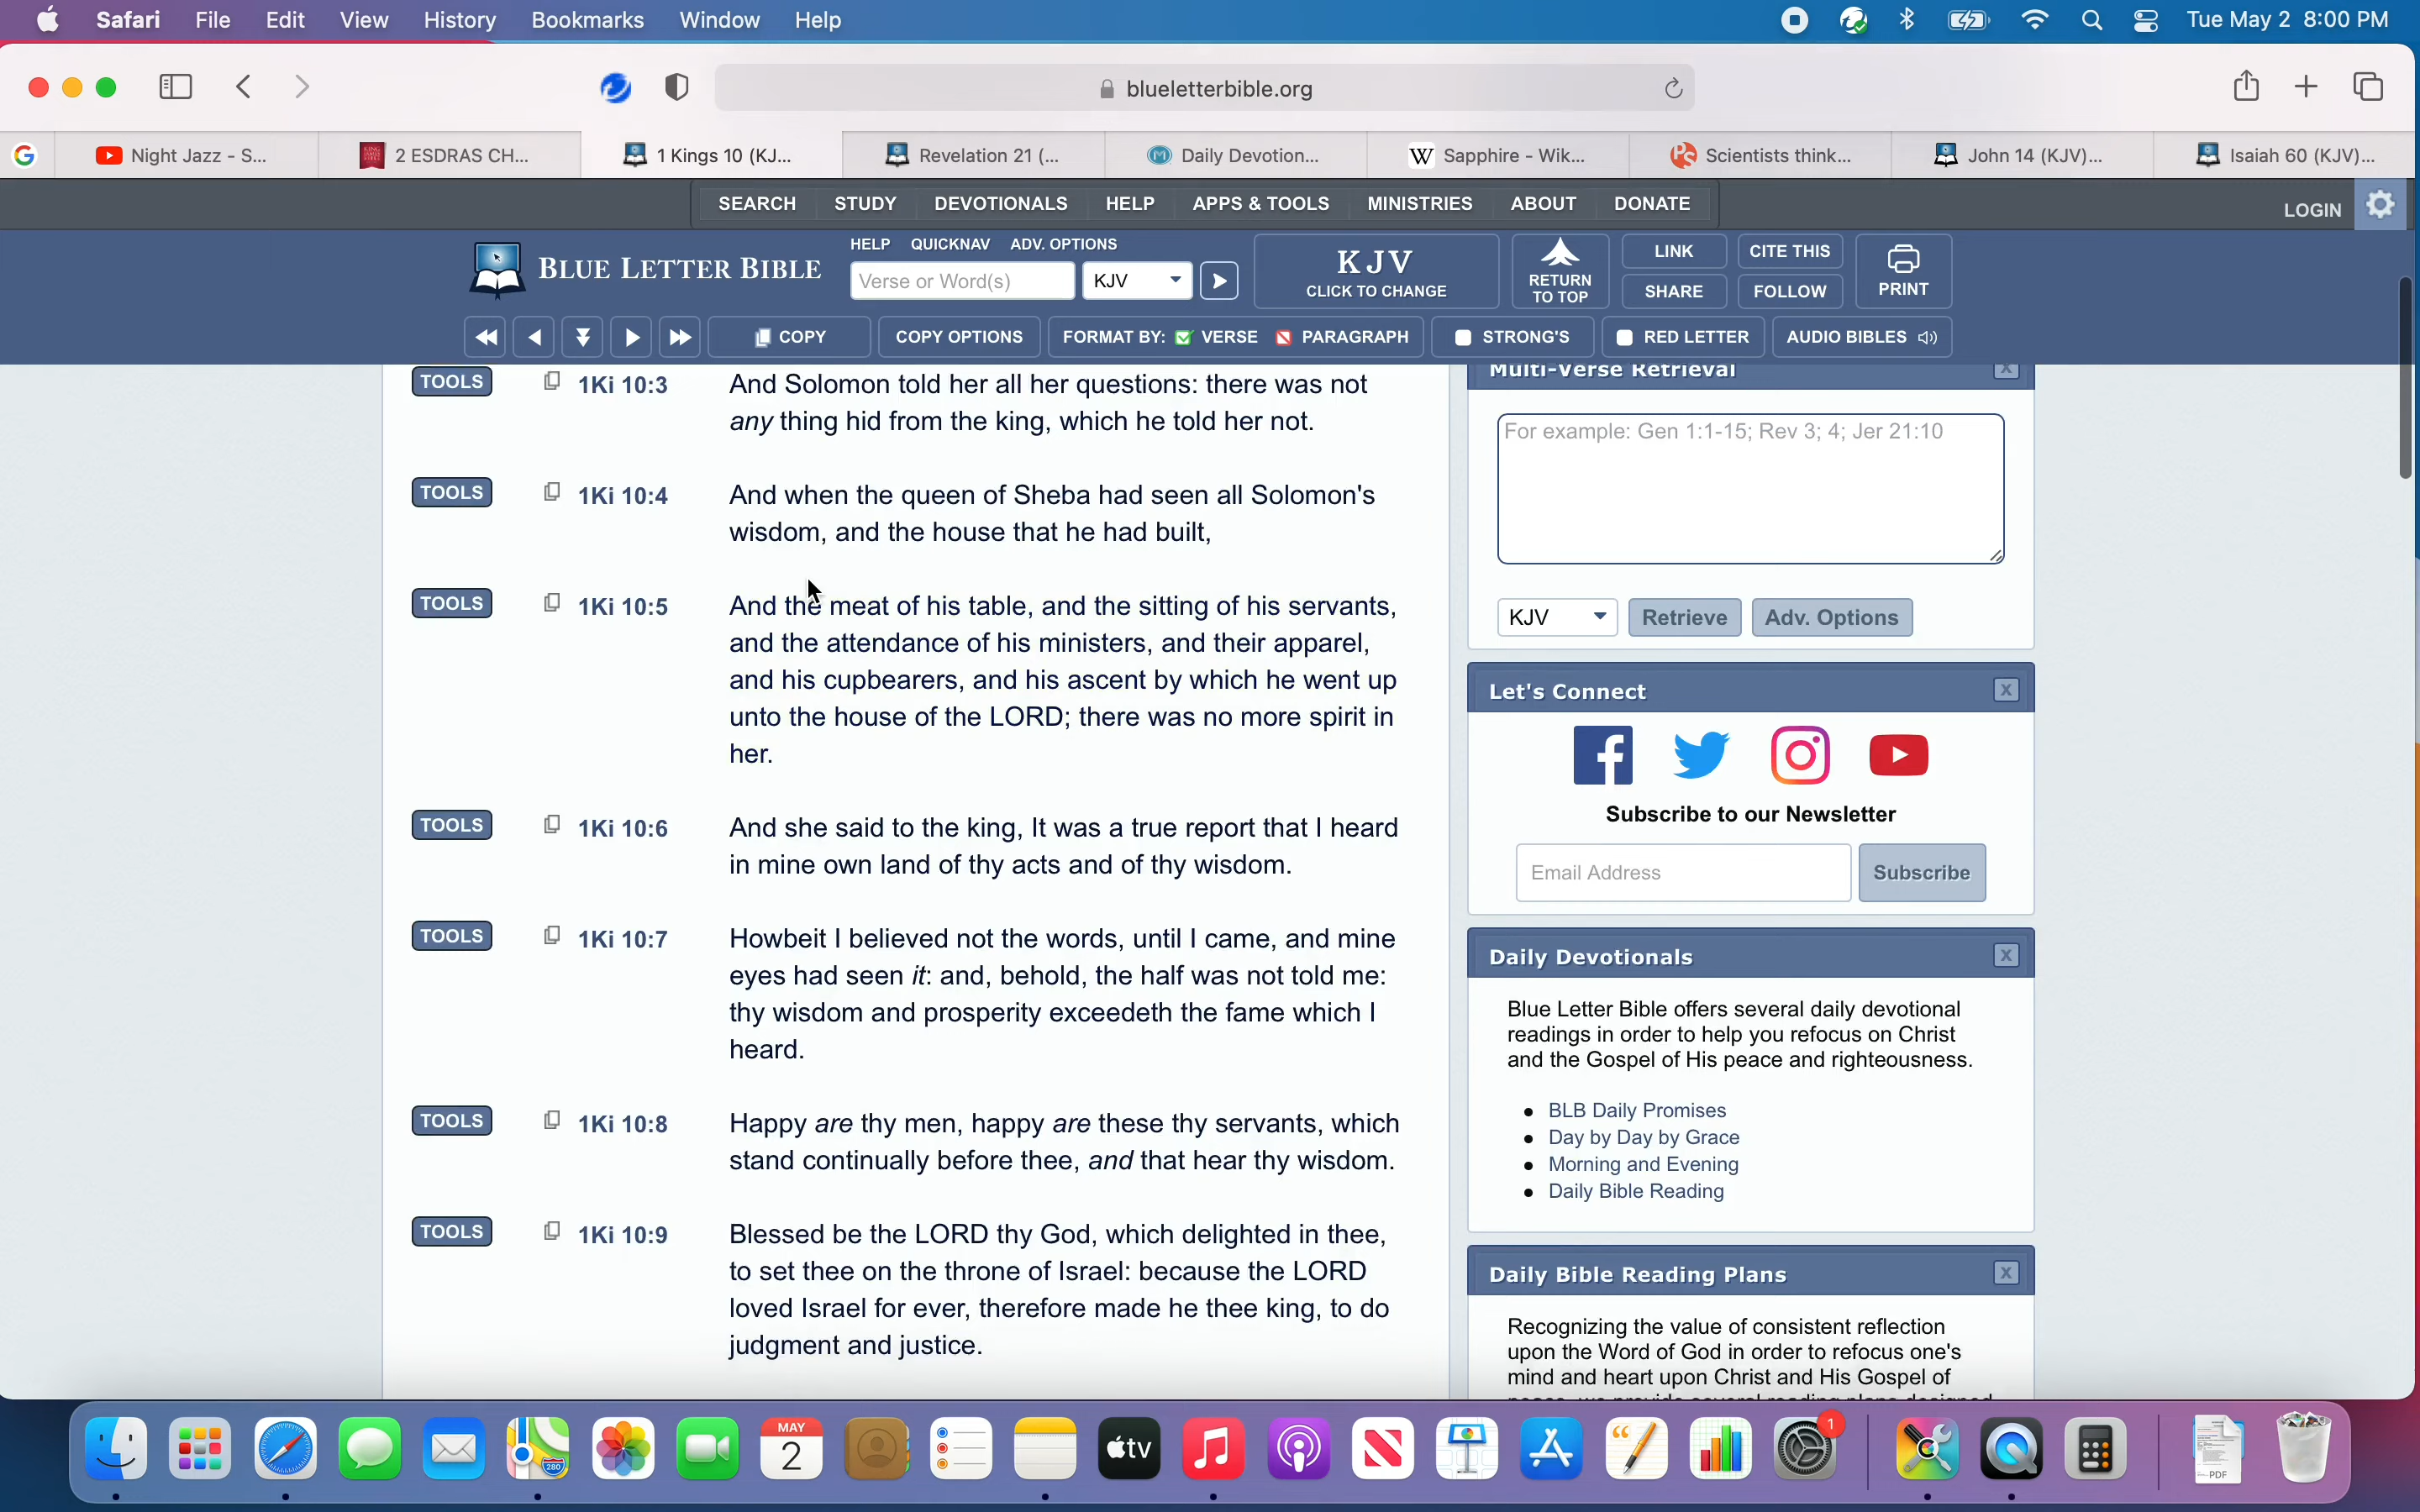 Safari File Edit View History Bookmarks Window Help Tue May 2 8:00 PM
blueletterbible.org
Night Jazz - S... 2 ESDRAS CH... 1 Kings 10 (KJ... Revelation 21 (... Daily Devotion... Sapphire - Wik... Scientists think... John 14 (KJV)... Isaiah 60 (KJV)...
SEARCH STUDY DEVOTIONALS HELP APPS & TOOLS MINISTRIES ABOUT DONATE LOGIN
BLUE LETTER BIBLE
HELP QUICKNAV ADV. OPTIONS
Verse or Word(s) KJV
KJV
CLICK TO CHANGE
RETURN
TO TOP
LINK CITE THIS
SHARE FOLLOW
PRINT
COPY COPY OPTIONS FORMAT BY: VERSE PARAGRAPH STRONG'S RED LETTER AUDIO BIBLES
TOOLS 1Ki 10:3 And Solomon told her all her questions: there was not
any thing hid from the king, which he told her not.
TOOLS 1Ki 10:4 And when the queen of Sheba had seen all Solomon's
wisdom, and the house that he had built,
TOOLS 1Ki 10:5 And the meat of his table, and the sitting of his servants,
and the attendance of his ministers, and their apparel,
and his cupbearers, and his ascent by which he went up
unto the house of the LORD; there was no more spirit in
her.
TOOLS 1Ki 10:6 And she said to the king, It was a true report that I heard
in mine own land of thy acts and of thy wisdom.
TOOLS 1Ki 10:7 Howbeit I believed not the words, until I came, and mine
eyes had seen it: and, behold, the half was not told me:
thy wisdom and prosperity exceedeth the fame which I
heard.
TOOLS 1Ki 10:8 Happy are thy men, happy are these thy servants, which
stand continually before thee, and that hear thy wisdom.
TOOLS 1Ki 10:9 Blessed be the LORD thy God, which delighted in thee,
to set thee on the throne of Israel: because the LORD
loved Israel for ever, therefore made he thee king, to do
judgment and justice.
Multi-Verse Retrieval X
For example: Gen 1:1-15; Rev 3; 4; Jer 21:10
KJV Retrieve Adv. Options
Let's Connect X
Subscribe to our Newsletter
Email Address Subscribe
Daily Devotionals X
Blue Letter Bible offers several daily devotional
readings in order to help you refocus on Christ
and the Gospel of His peace and righteousness.
BLB Daily Promises
Day by Day by Grace
Morning and Evening
Daily Bible Reading
Daily Bible Reading Plans X
Recognizing the value of consistent reflection
upon the Word of God in order to refocus one's
mind and heart upon Christ and His Gospel of
MAY
2
280
tv
1
PDF